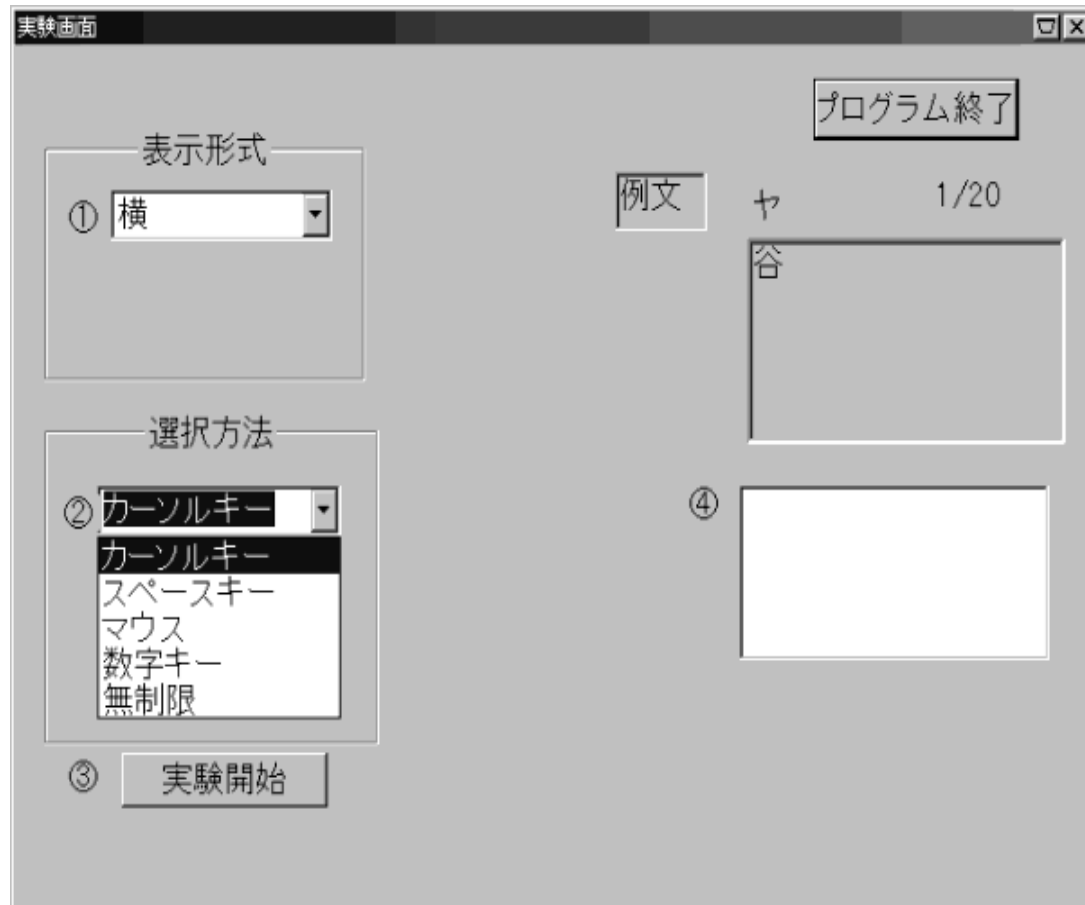 実験画面
プログラム終了
表示形式
① 横
例文 ヤ 1/20
谷
選択方法
② カーソルキー
カーソルキー
スペースキー
マウス
数字キー
無制限
④
③ 実験開始